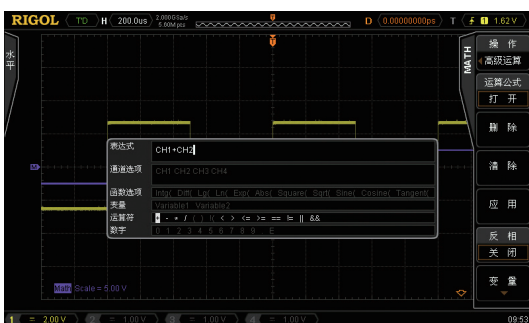 RIGOL T'D H 200.0us 2.000GSa/s 5.00M pts D 0.00000000ps T 1 1.62 V
水平
MATH
操 作
高级运算
运算公式
打 开
删 除
清 除
应 用
反 相
关 闭
变 量
表达式 CH1+CH2
通道选项 CH1 CH2 CH3 CH4
函数选项 Intg( Diff( Lg( Ln( Exp( Abs( Square( Sqrt( Sine( Cosine( Tangent(
变量 Variable1 Variable2
运算符 + - * / ( ) !( < > <= >= == != || &&
数字 0 1 2 3 4 5 6 7 8 9 . E
Math Scale = 5.00 V
1 = 2.00 V 2 = 1.00 V 3 = 1.00 V 4 = 1.00 V 09:53